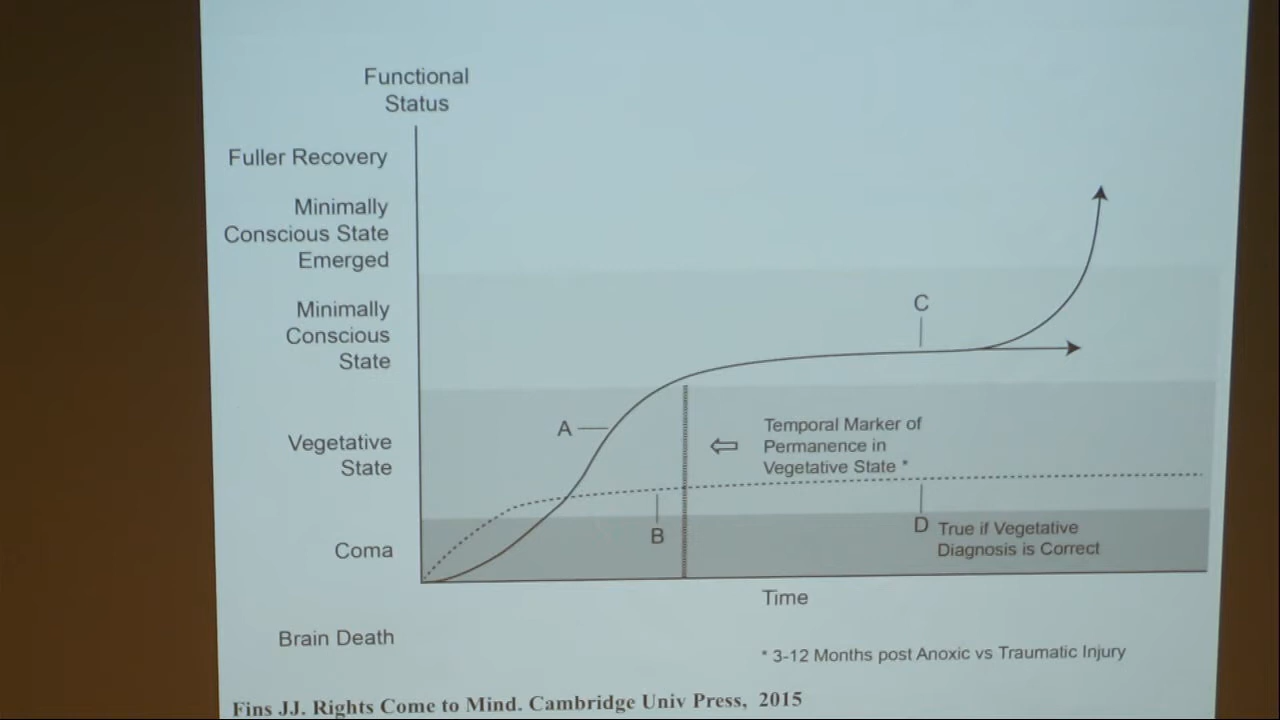 Functional
Status
Fuller Recovery
Minimally
Conscious State
Emerged
Minimally
Conscious
State
Vegetative
State
Coma
Brain Death
A
B
C
D
Temporal Marker of
Permanence in
Vegetative State *
True if Vegetative
Diagnosis is Correct
Time
* 3-12 Months post Anoxic vs Traumatic Injury
Fins JJ. Rights Come to Mind. Cambridge Univ Press, 2015